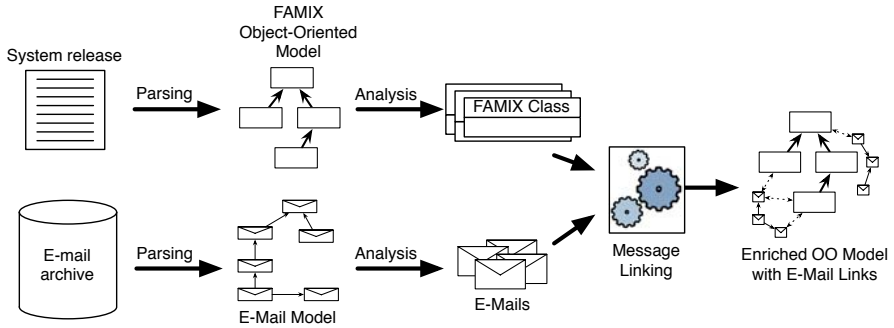 System release
Parsing
FAMIX
Object-Oriented
Model
Analysis
FAMIX Class
E-mail
archive
Parsing
E-Mail Model
Analysis
E-Mails
Message
Linking
Enriched OO Model
with E-Mail Links